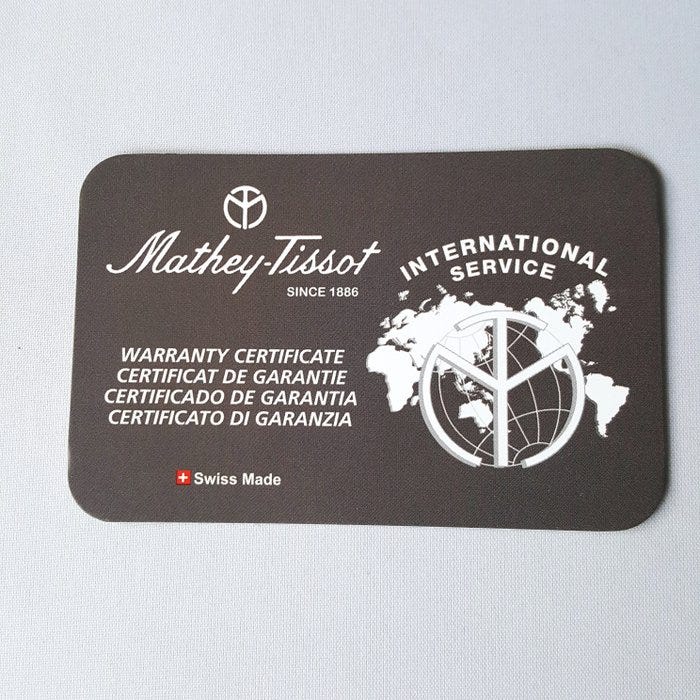 Mathey-Tissot
SINCE 1886
INTERNATIONAL
SERVICE
WARRANTY CERTIFICATE
CERTIFICAT DE GARANTIE
CERTIFICADO DE GARANTIA
CERTIFICATO DI GARANZIA
Swiss Made